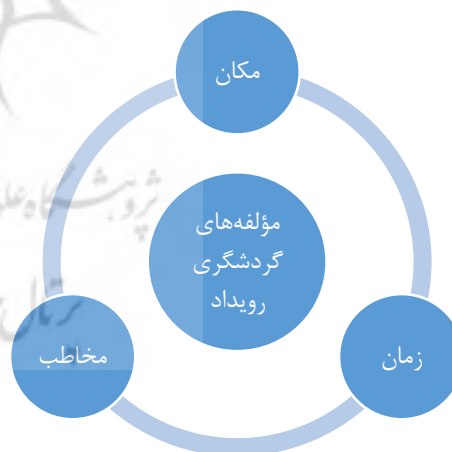 مکان
مؤلفه‌های
گردشگری
رویداد
زمان
مخاطب